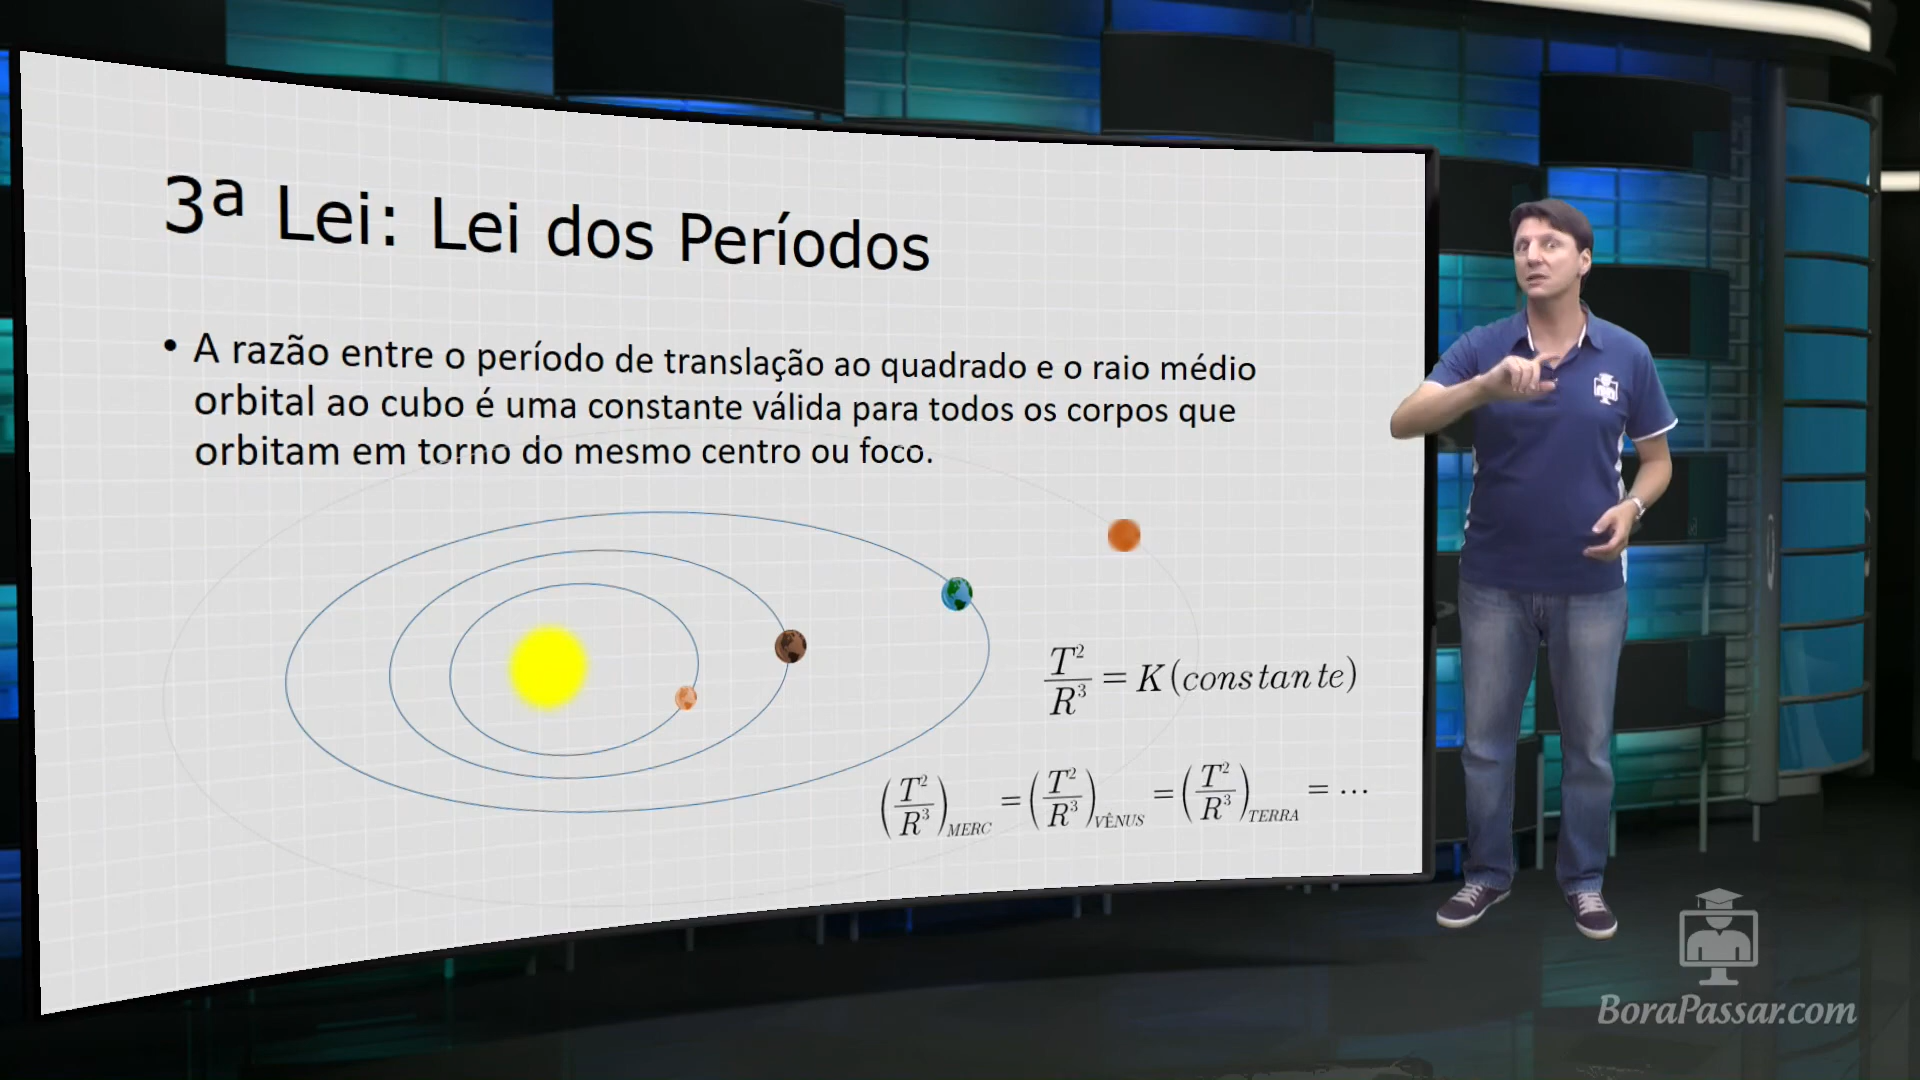 3ª Lei: Lei dos Períodos
• A razão entre o período de translação ao quadrado e o raio médio
orbital ao cubo é uma constante válida para todos os corpos que
orbitam em torno do mesmo centro ou foco.
T²/R³ = K(constante)
(T²/R³)MERC = (T²/R³)VÊNUS = (T²/R³)TERRA = ...
BoraPassar.com